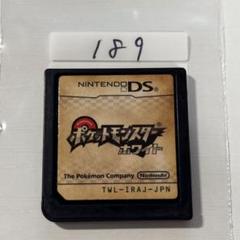 189
NINTENDO DS
ポケットモンスター
ホワイト
The Pokémon Company Nintendo
TWL-IRAJ-JPN